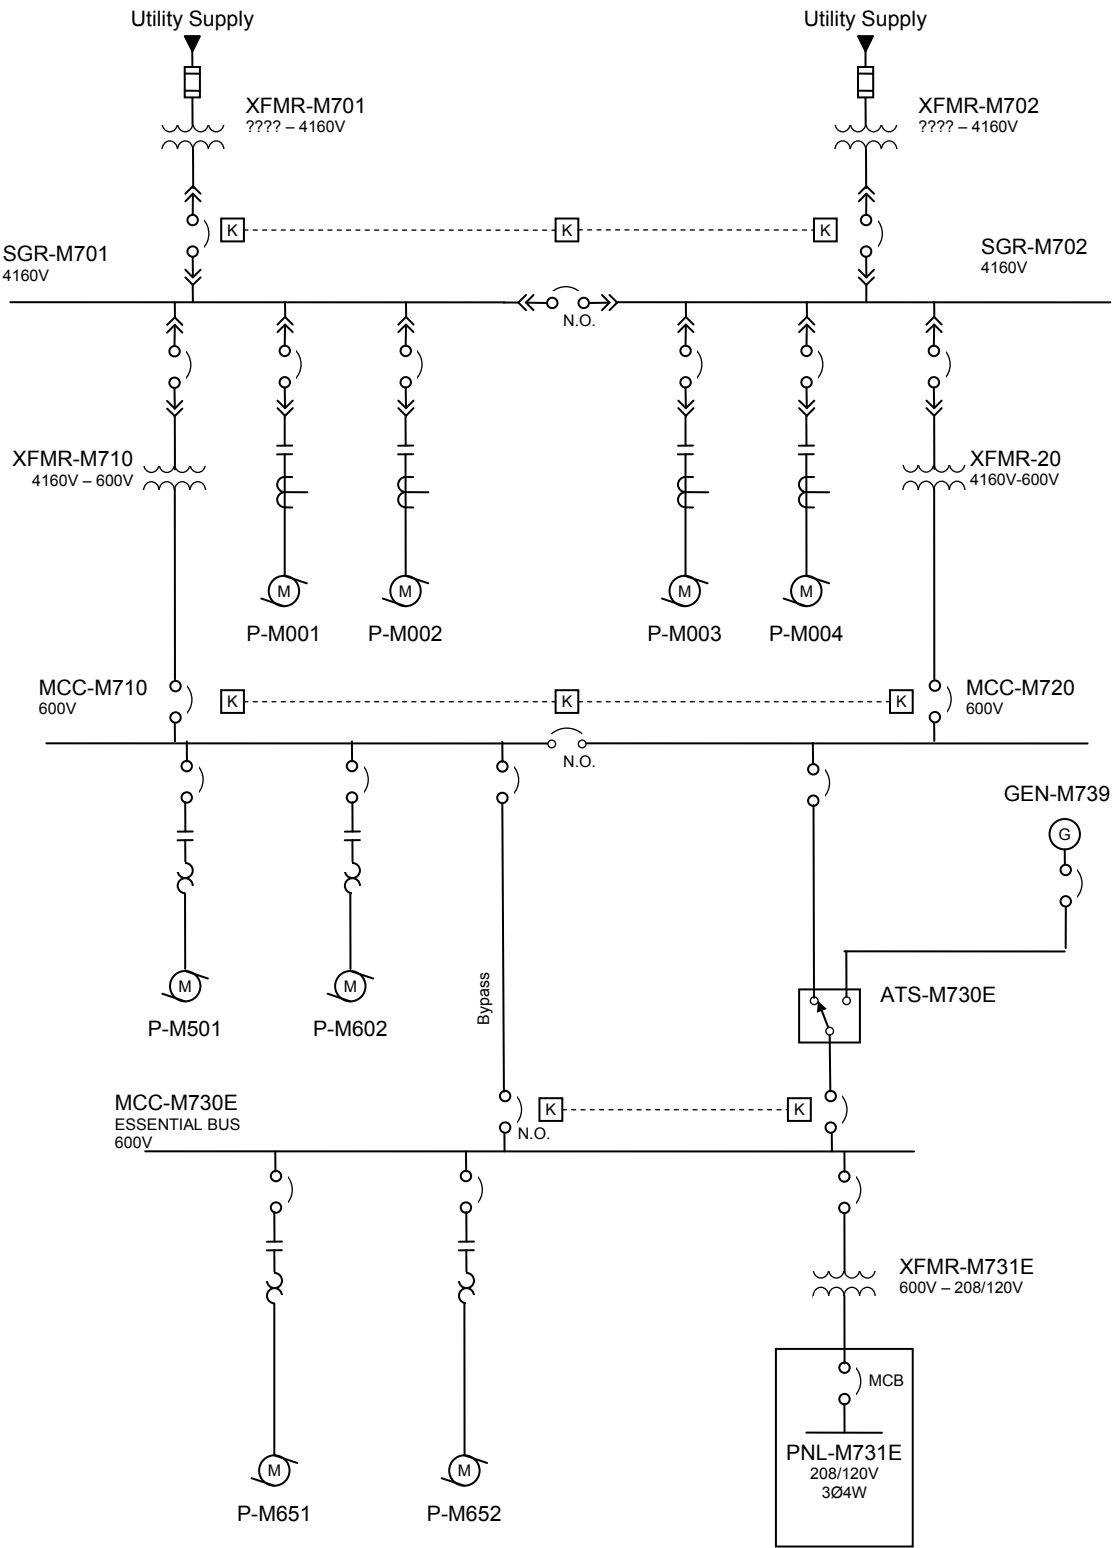 Utility Supply
Utility Supply
XFMR-M701
???? – 4160V
XFMR-M702
???? – 4160V
K
K
K
SGR-M701
4160V
SGR-M702
4160V
N.O.
XFMR-M710
4160V – 600V
XFMR-20
4160V-600V
M
M
M
M
P-M001
P-M002
P-M003
P-M004
MCC-M710
600V
K
K
K
MCC-M720
600V
N.O.
GEN-M739
G
M
M
Bypass
ATS-M730E
P-M501
P-M602
MCC-M730E
ESSENTIAL BUS
600V
K
K
N.O.
XFMR-M731E
600V – 208/120V
MCB
M
M
PNL-M731E
208/120V
3Ø4W
P-M651
P-M652